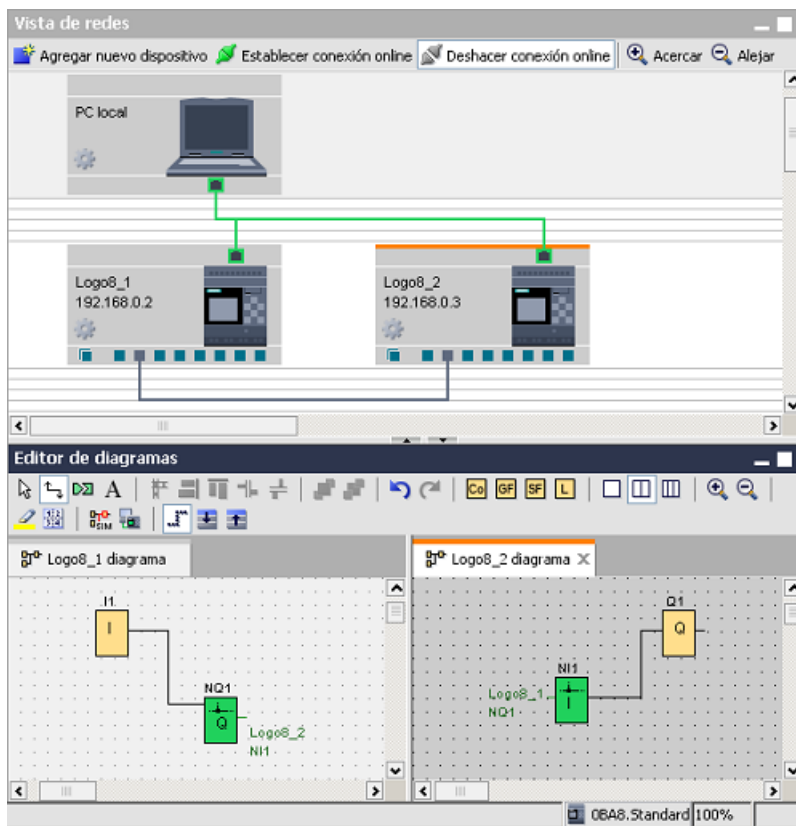 Vista de redes
Agregar nuevo dispositivo Establecer conexión online Deshacer conexión online Acercar Alejar
PC local
Logo8_1
192.168.0.2
Logo8_2
192.168.0.3
Editor de diagramas
A Co GF SF L
SIM
Logo8_1 diagrama
Logo8_2 diagrama
I1
I
NQ1
Q
Logo8_2
NI1
Q1
Q
NI1
I
Logo8_1
NQ1
0BA8.Standard 100%